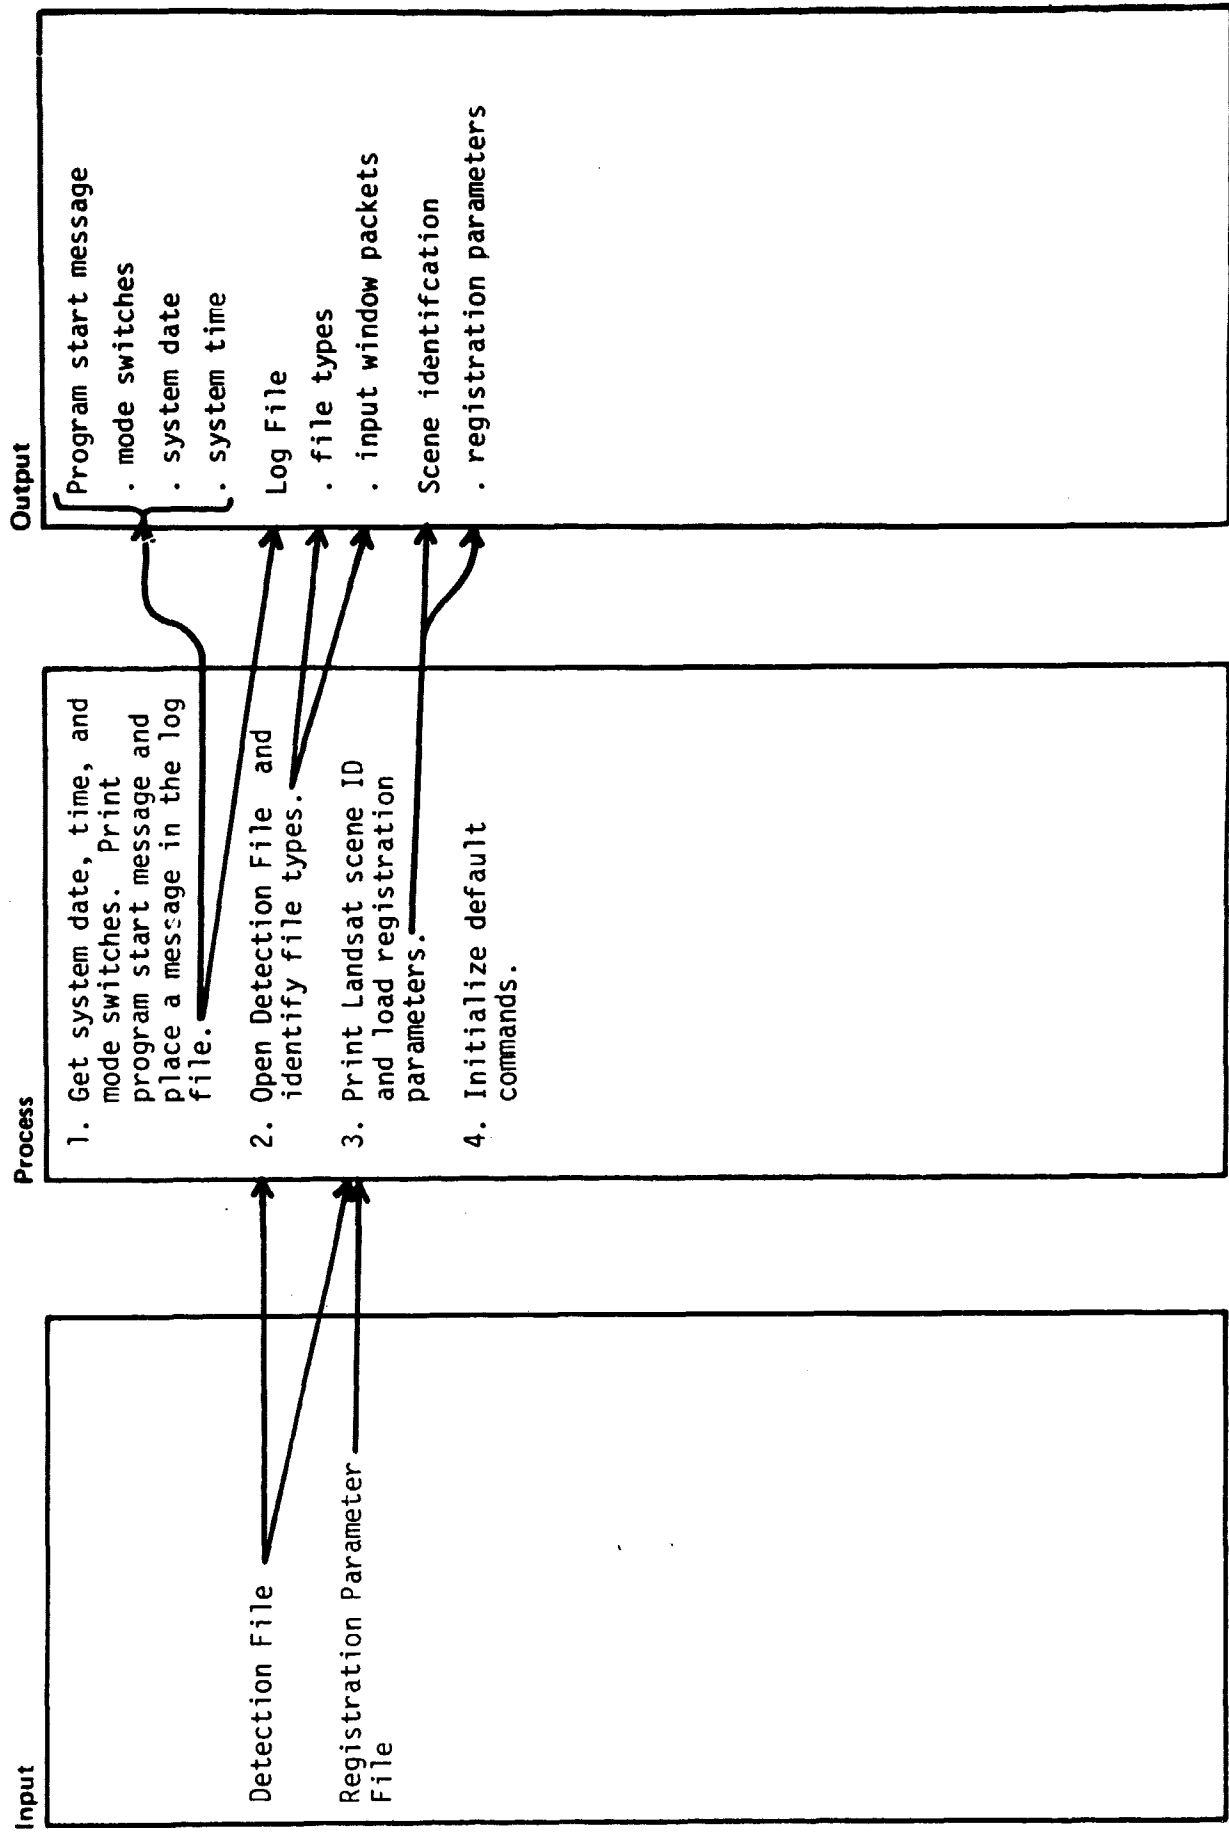 Input
Detection File
Registration Parameter
File
Process
1. Get system date, time, and
mode switches. Print
program start message and
place a message in the log
file.
2. Open Detection File and
identify file types.
3. Print Landsat scene ID
and load registration
parameters.
4. Initialize default
commands.
Output
Program start message
. mode switches
. system date
. system time
Log File
. file types
. input window packets
Scene identifcation
. registration parameters